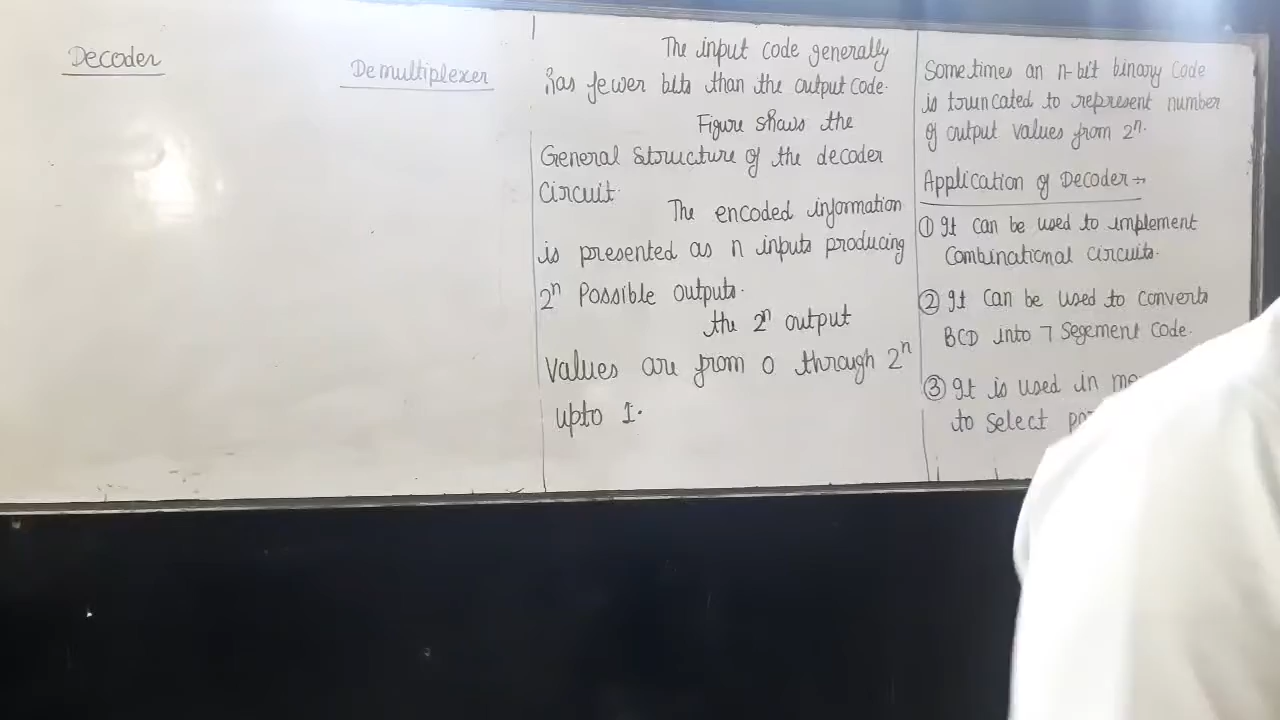 Decoder
Demultiplexer
The input code generally
has fewer bits than the output code.
Figure shows the
General Structure of the decoder
Circuit.
The encoded information
is presented as n inputs producing
2ⁿ Possible outputs.
the 2ⁿ output
values are from 0 through 2ⁿ
upto 1.
Sometimes an n-bit binary Code
is truncated to represent number
of output values from 2ⁿ.
Application of Decoder :-
① It can be used to implement
Combinational Circuits.
② It can be used to converts
BCD into 7 Segement Code.
③ It is used in
to select